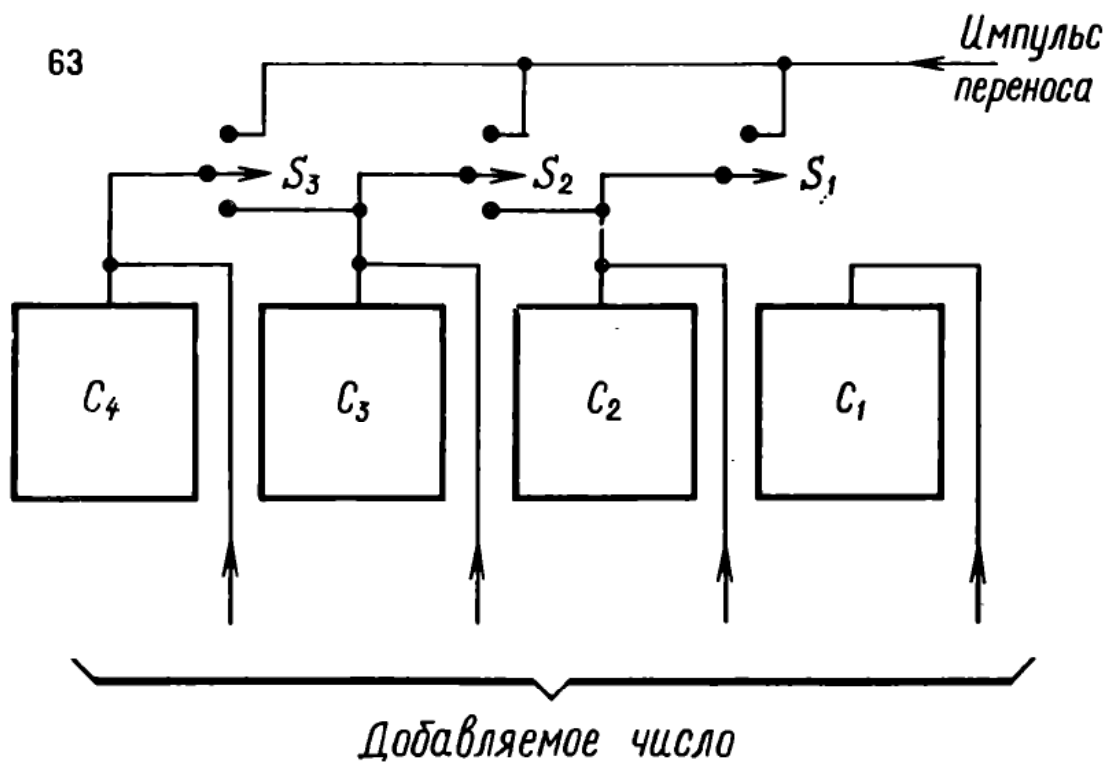 63
Импульс
переноса
S₃ S₂ S₁
C₄ C₃ C₂ C₁
Добавляемое число